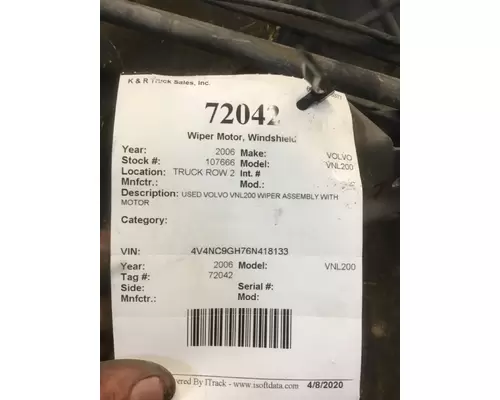 K & R Truck Sales, Inc.
72042
Wiper Motor, Windshield
Year: 2006 Make: VOLVO
Stock #: 107666 Model: VNL200
Location: TRUCK ROW 2 Int. #
Mnfctr.: Mod.:
Description: USED VOLVO VNL200 WIPER ASSEMBLY WITH
MOTOR
Category:
VIN: 4V4NC9GH76N418133
Year: 2006 Model: VNL200
Tag #: 72042
Side: Serial #:
Mnfctr.: Mod:
ered By ITrack - www.isoftdata.com 4/8/2020